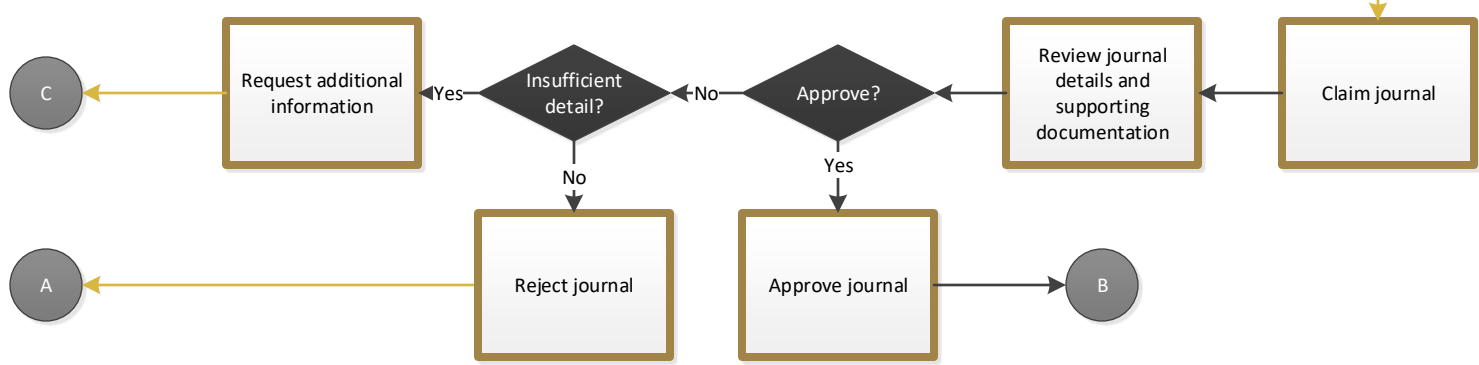 C
Request additional
information
Yes
Insufficient
detail?
No
Approve?
Review journal
details and
supporting
documentation
Claim journal
No
Yes
A
Reject journal
Approve journal
B